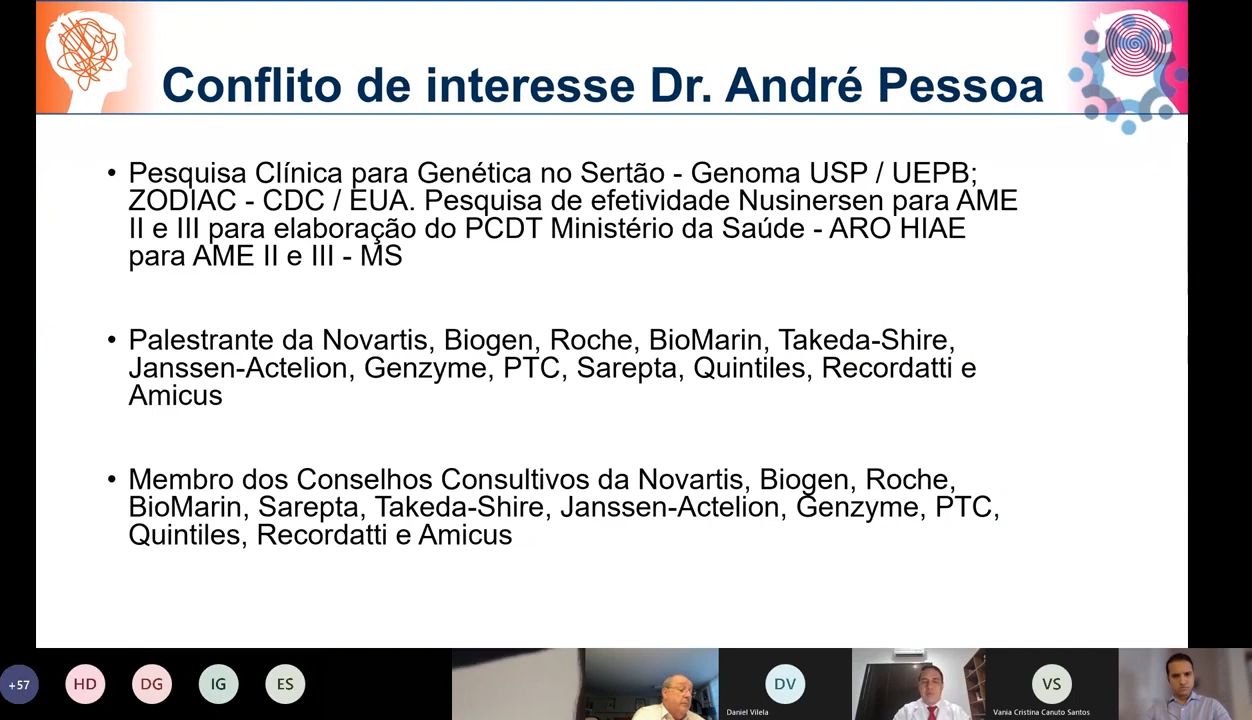 Conflito de interesse Dr. André Pessoa
• Pesquisa Clínica para Genética no Sertão - Genoma USP / UEPB;
ZODIAC - CDC / EUA. Pesquisa de efetividade Nusinersen para AME
II e III para elaboração do PCDT Ministério da Saúde - ARO HIAE
para AME II e III - MS
• Palestrante da Novartis, Biogen, Roche, BioMarin, Takeda-Shire,
Janssen-Actelion, Genzyme, PTC, Sarepta, Quintiles, Recordatti e
Amicus
• Membro dos Conselhos Consultivos da Novartis, Biogen, Roche,
BioMarin, Sarepta, Takeda-Shire, Janssen-Actelion, Genzyme, PTC,
Quintiles, Recordatti e Amicus
+57
HD
DG
IG
ES
DV
Daniel Vilela
VS
Vania Cristina Canuto Santos